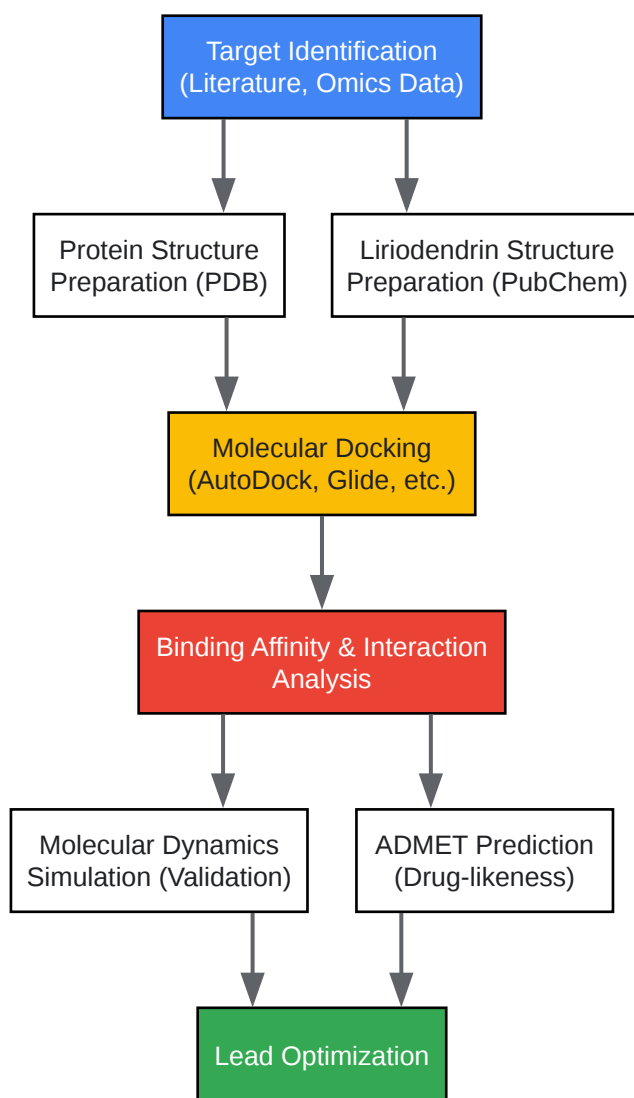 Target Identification
(Literature, Omics Data)
Protein Structure
Preparation (PDB)
Liriodendrin Structure
Preparation (PubChem)
Molecular Docking
(AutoDock, Glide, etc.)
Binding Affinity & Interaction
Analysis
Molecular Dynamics
Simulation (Validation)
ADMET Prediction
(Drug-likeness)
Lead Optimization